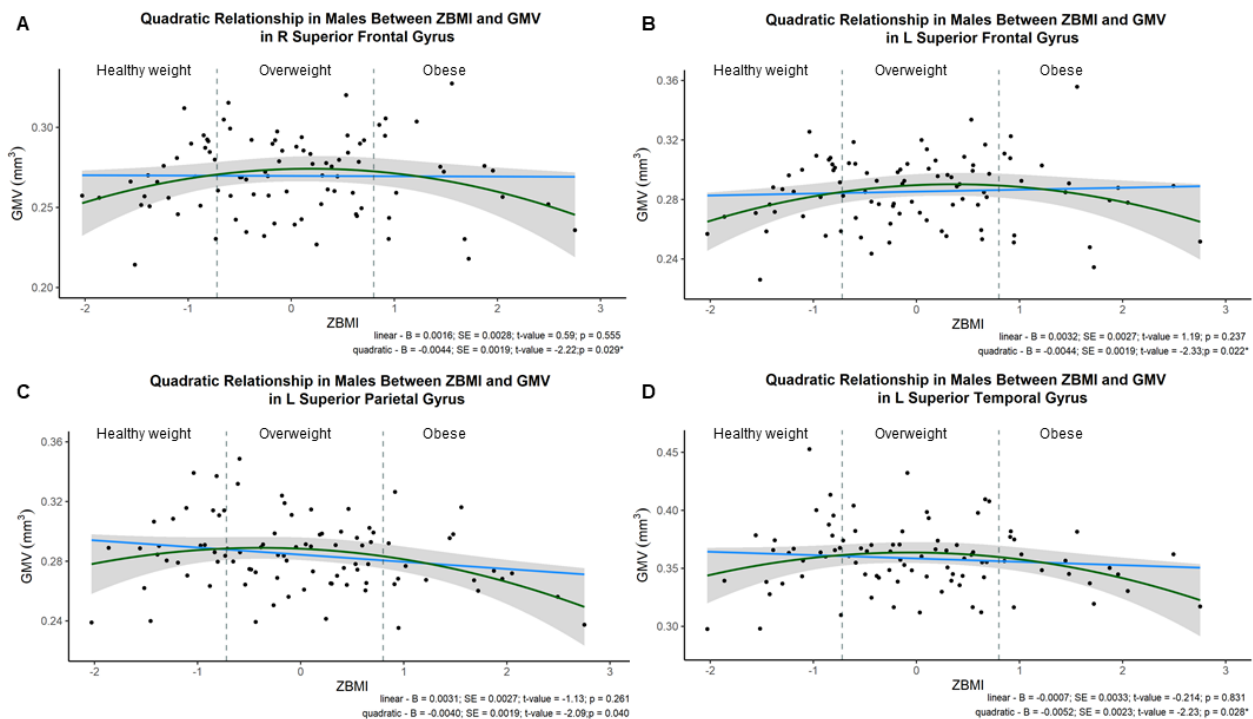 A
Quadratic Relationship in Males Between ZBMI and GMV
in R Superior Frontal Gyrus
Healthy weight Overweight Obese
GMV (mm³)
0.30
0.25
0.20
-2 -1 0 1 2 3
ZBMI
linear - B = 0.0016; SE = 0.0028; t-value = 0.59; p = 0.555
quadratic - B = -0.0044; SE = 0.0019; t-value = -2.22;p = 0.029*
B
Quadratic Relationship in Males Between ZBMI and GMV
in L Superior Frontal Gyrus
Healthy weight Overweight Obese
GMV (mm³)
0.36
0.32
0.28
0.24
-2 -1 0 1 2 3
ZBMI
linear - B = 0.0032; SE = 0.0027; t-value = 1.19; p = 0.237
quadratic - B = -0.0044; SE = 0.0019; t-value = -2.33;p = 0.022*
C
Quadratic Relationship in Males Between ZBMI and GMV
in L Superior Parietal Gyrus
Healthy weight Overweight Obese
GMV (mm³)
0.36
0.32
0.28
0.24
-2 -1 0 1 2 3
ZBMI
linear - B = 0.0031; SE = 0.0027; t-value = -1.13; p = 0.261
quadratic - B = -0.0040; SE = 0.0019; t-value = -2.09;p = 0.040
D
Quadratic Relationship in Males Between ZBMI and GMV
in L Superior Temporal Gyrus
Healthy weight Overweight Obese
GMV (mm³)
0.45
0.40
0.35
0.30
-2 -1 0 1 2 3
ZBMI
linear - B = -0.0007; SE = 0.0033; t-value = -0.214; p = 0.831
quadratic - B = -0.0052; SE = 0.0023; t-value = -2.23; p = 0.028*